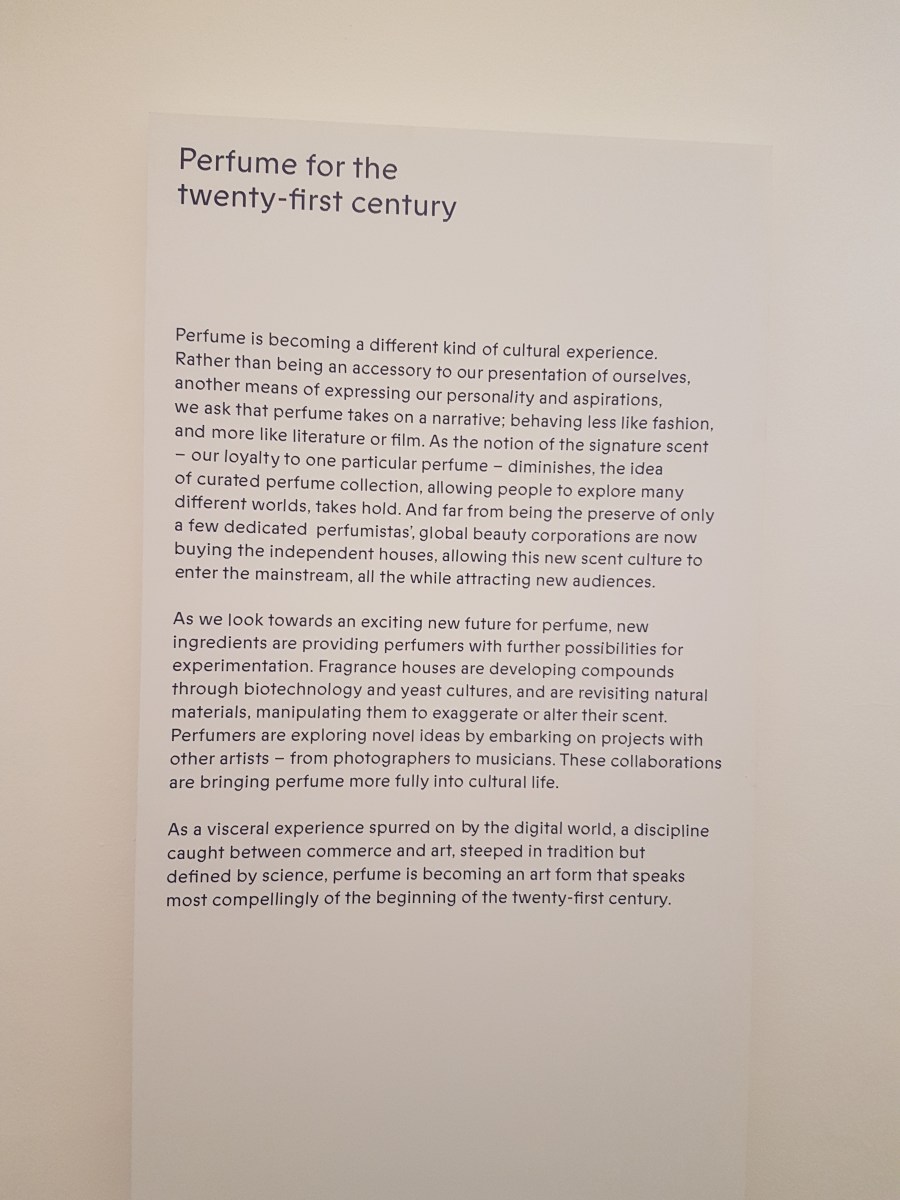 Perfume for the
twenty-first century
Perfume is becoming a different kind of cultural experience.
Rather than being an accessory to our presentation of ourselves,
another means of expressing our personality and aspirations,
we ask that perfume takes on a narrative; behaving less like fashion,
and more like literature or film. As the notion of the signature scent
– our loyalty to one particular perfume – diminishes, the idea
of curated perfume collection, allowing people to explore many
different worlds, takes hold. And far from being the preserve of only
a few dedicated  perfumistas’, global beauty corporations are now
buying the independent houses, allowing this new scent culture to
enter the mainstream, all the while attracting new audiences.
As we look towards an exciting new future for perfume, new
ingredients are providing perfumers with further possibilities for
experimentation. Fragrance houses are developing compounds
through biotechnology and yeast cultures, and are revisiting natural
materials, manipulating them to exaggerate or alter their scent.
Perfumers are exploring novel ideas by embarking on projects with
other artists – from photographers to musicians. These collaborations
are bringing perfume more fully into cultural life.
As a visceral experience spurred on by the digital world, a discipline
caught between commerce and art, steeped in tradition but
defined by science, perfume is becoming an art form that speaks
most compellingly of the beginning of the twenty-first century.